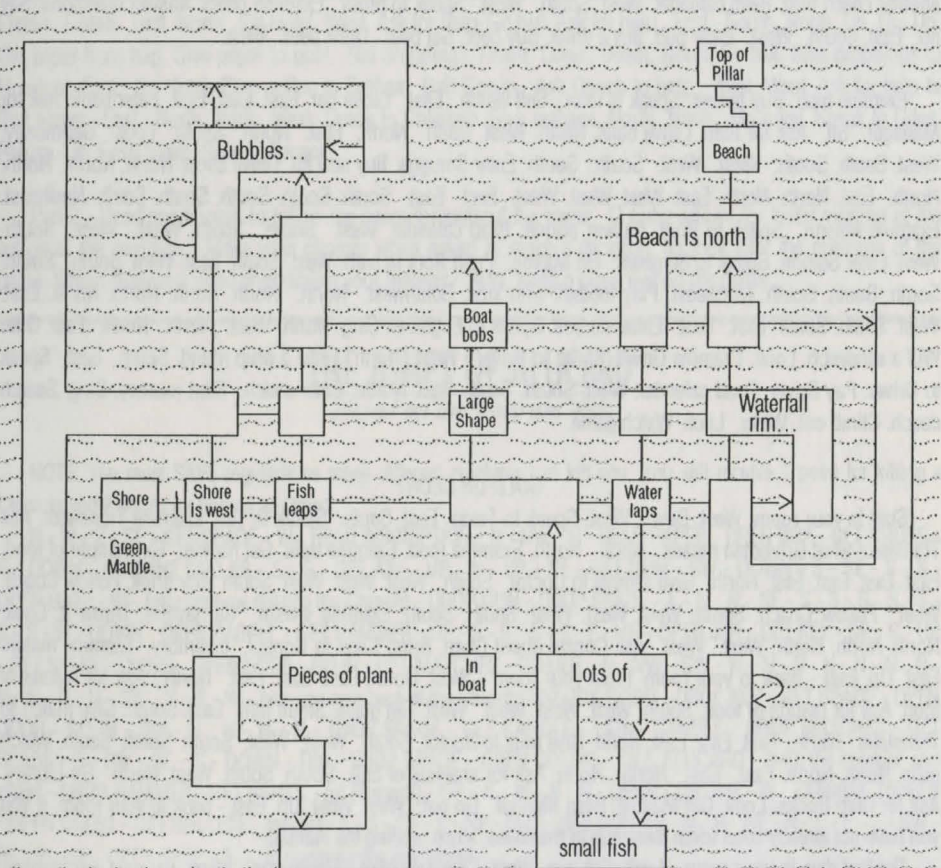 Top of
Pillar
Bubbles.
Beach
Beach is north
Boat
bobs
Large
Shape
Waterfall
rim
Shore
Shore
is west
Fish
leaps
Water
laps
Green
Marble
Pieces of plant.
In
boat
Lots of
small fish